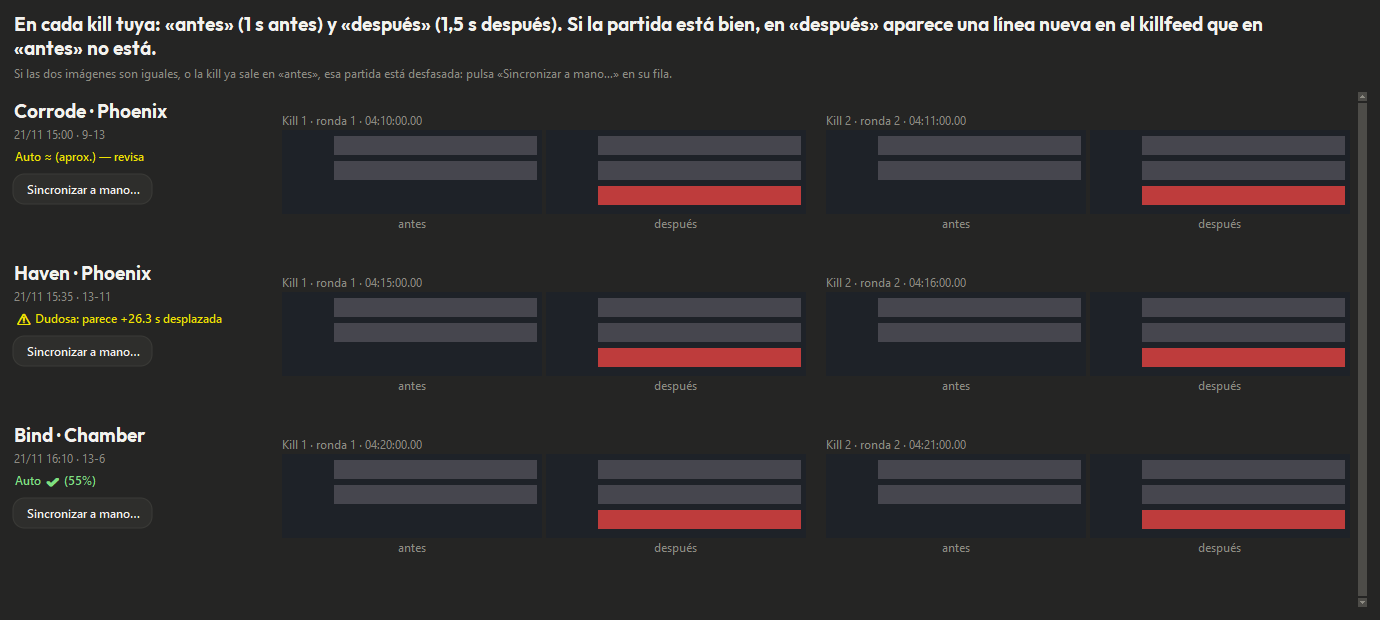 En cada kill tuya: «antes» (1 s antes) y «después» (1,5 s después). Si la partida está bien, en «después» aparece una línea nueva en el killfeed que en
«antes» no está.
Si las dos imágenes son iguales, o la kill ya sale en «antes», esa partida está desfasada: pulsa «Sincronizar a mano...» en su fila.
Corrode · Phoenix
21/11 15:00 · 9-13
Auto ≈ (aprox.) — revisa
Sincronizar a mano...
Kill 1 · ronda 1 · 04:10:00.00
antes
después
Kill 2 · ronda 2 · 04:11:00.00
antes
después
Haven · Phoenix
21/11 15:35 · 13-11
⚠ Dudosa: parece +26.3 s desplazada
Sincronizar a mano...
Kill 1 · ronda 1 · 04:15:00.00
antes
después
Kill 2 · ronda 2 · 04:16:00.00
antes
después
Bind · Chamber
21/11 16:10 · 13-6
Auto ✔ (55%)
Sincronizar a mano...
Kill 1 · ronda 1 · 04:20:00.00
antes
después
Kill 2 · ronda 2 · 04:21:00.00
antes
después